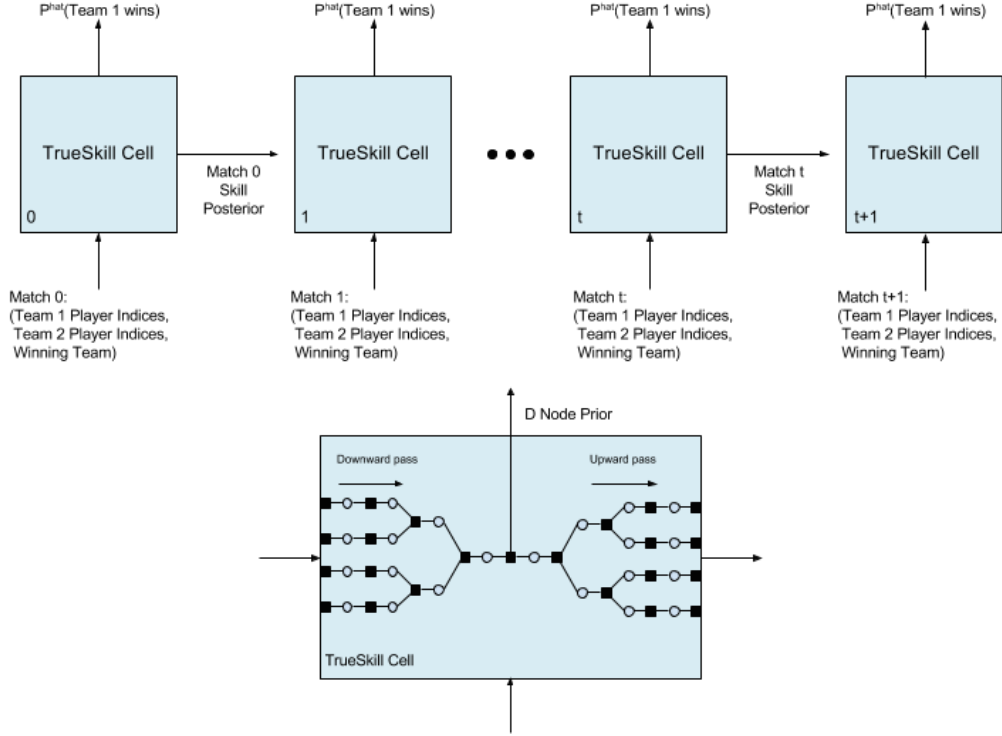 P^hat(Team 1 wins)
P^hat(Team 1 wins)
P^hat(Team 1 wins)
P^hat(Team 1 wins)
TrueSkill Cell
0
Match 0
Skill
Posterior
TrueSkill Cell
1
TrueSkill Cell
t
Match t
Skill
Posterior
TrueSkill Cell
t+1
Match 0:
(Team 1 Player Indices,
Team 2 Player Indices,
Winning Team)
Match 1:
(Team 1 Player Indices,
Team 2 Player Indices,
Winning Team)
Match t:
(Team 1 Player Indices,
Team 2 Player Indices,
Winning Team)
Match t+1:
(Team 1 Player Indices,
Team 2 Player Indices,
Winning Team)
D Node Prior
Downward pass
Upward pass
TrueSkill Cell